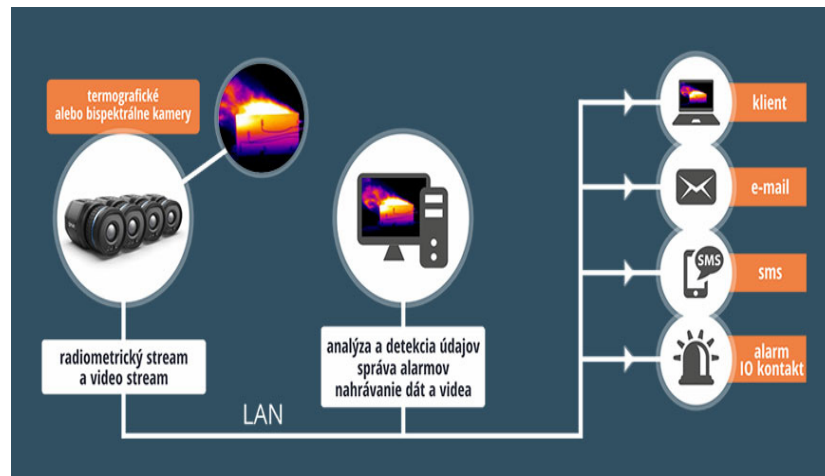 termografické
alebo bispektrálne kamery
radiometrický stream
a video stream
analýza a detekcia údajov
správa alarmov
nahrávanie dát a videa
LAN
klient
e-mail
SMS
sms
alarm
IO kontakt